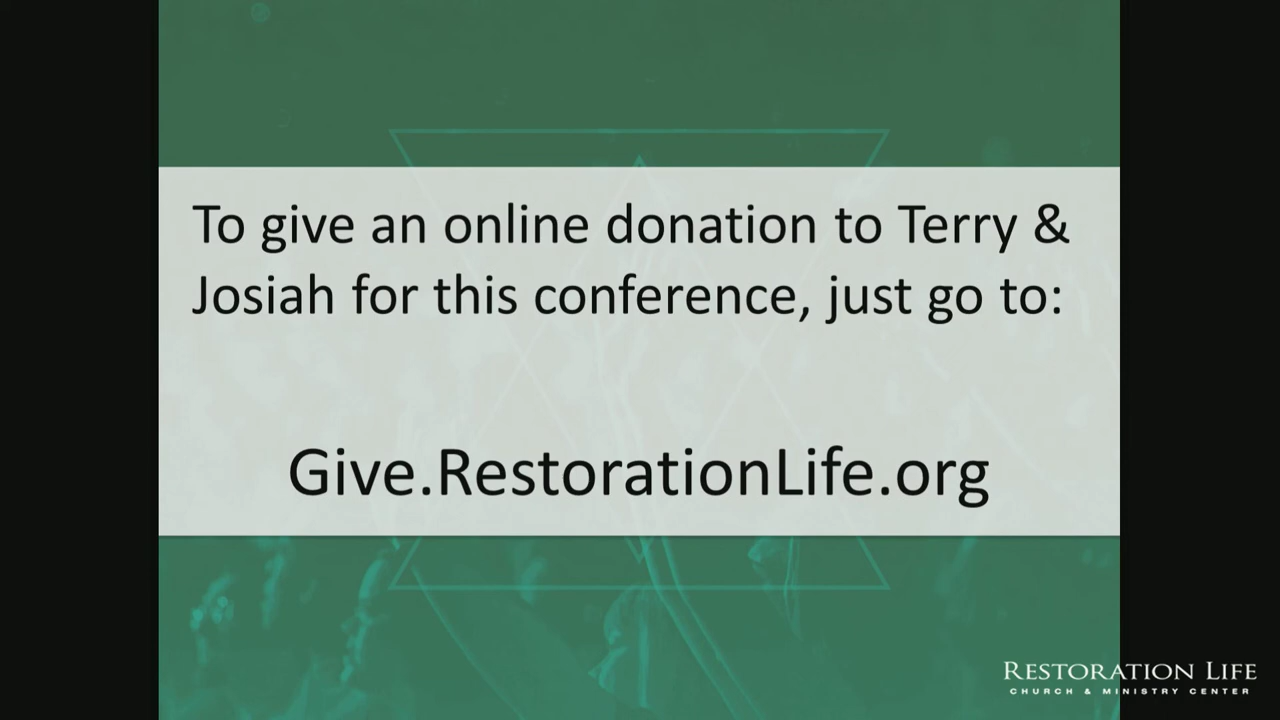 To give an online donation to Terry &
Josiah for this conference, just go to:
Give.RestorationLife.org
RESTORATION LIFE
CHURCH & MINISTRY CENTER